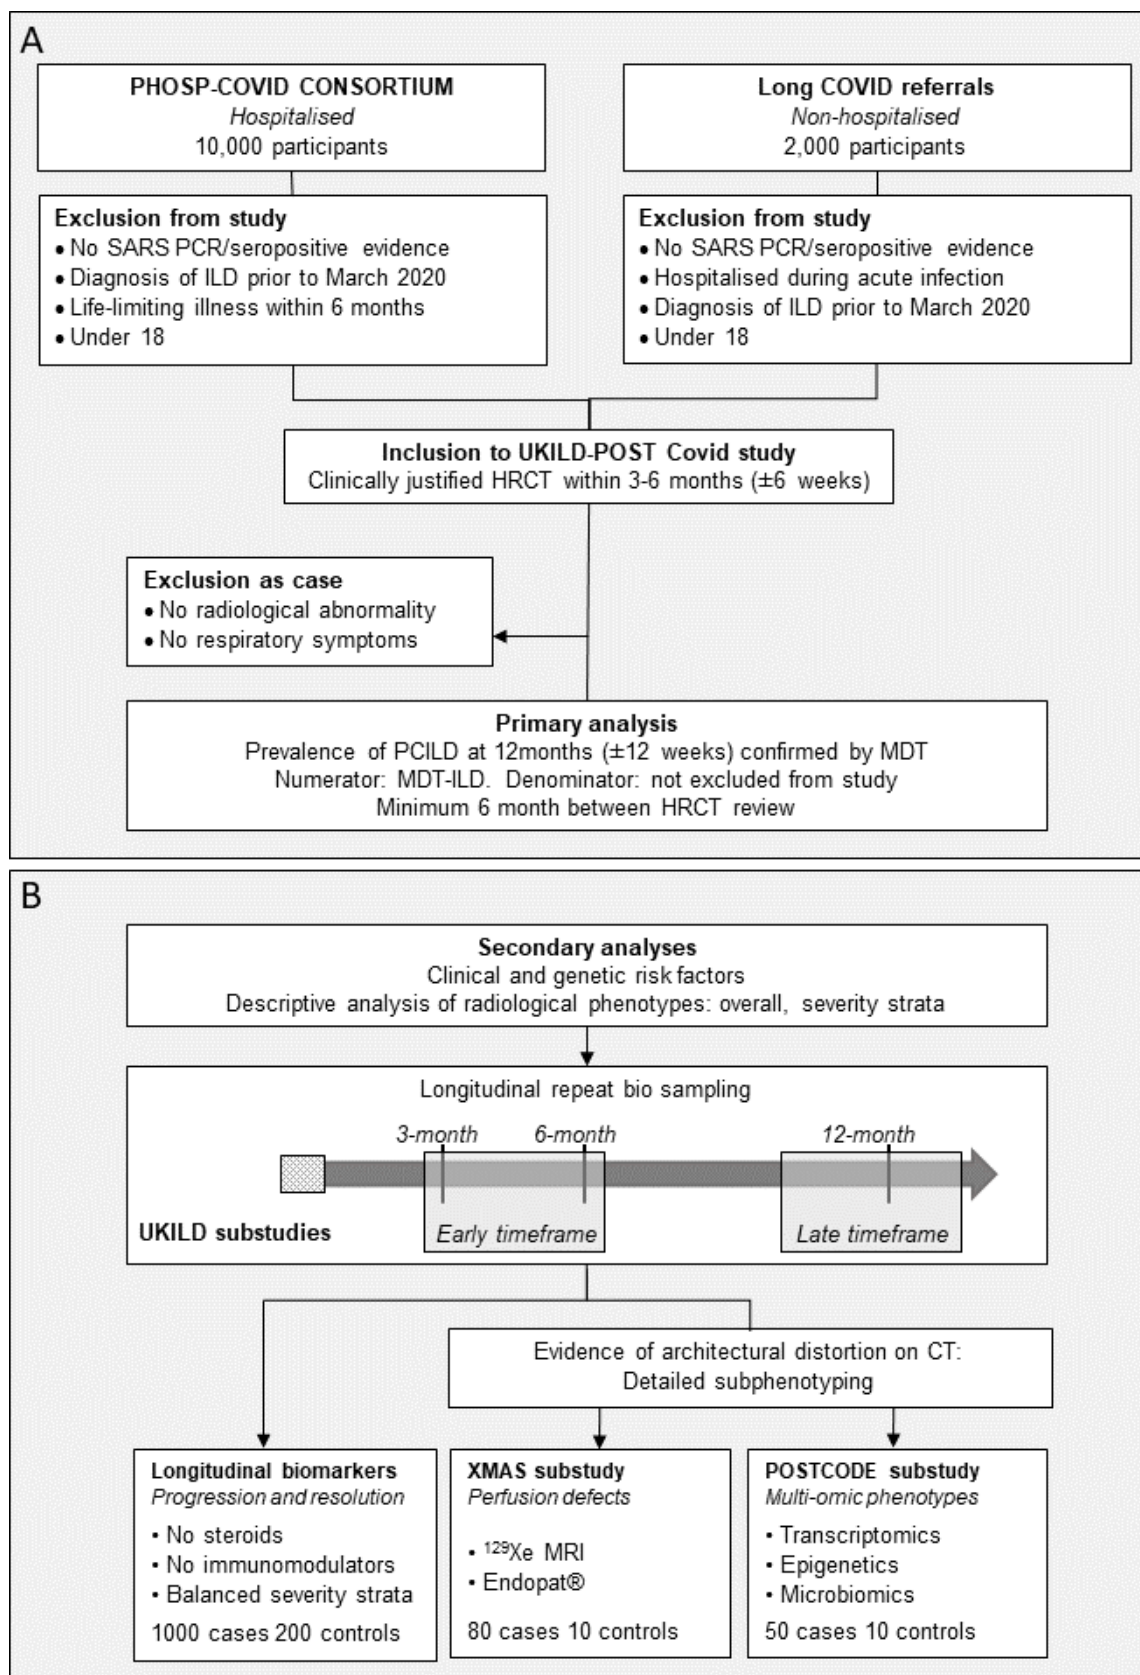 A
PHOSP-COVID CONSORTIUM
Hospitalised
10,000 participants
Long COVID referrals
Non-hospitalised
2,000 participants
Exclusion from study
• No SARS PCR/seropositive evidence
• Diagnosis of ILD prior to March 2020
• Life-limiting illness within 6 months
• Under 18
Exclusion from study
• No SARS PCR/seropositive evidence
• Hospitalised during acute infection
• Diagnosis of ILD prior to March 2020
• Under 18
Inclusion to UKILD-POST Covid study
Clinically justified HRCT within 3-6 months (±6 weeks)
Exclusion as case
• No radiological abnormality
• No respiratory symptoms
Primary analysis
Prevalence of PCILD at 12months (±12 weeks) confirmed by MDT
Numerator: MDT-ILD. Denominator: not excluded from study
Minimum 6 month between HRCT review
B
Secondary analyses
Clinical and genetic risk factors
Descriptive analysis of radiological phenotypes: overall, severity strata
Longitudinal repeat bio sampling
3-month 6-month 12-month
UKILD substudies
Early timeframe
Late timeframe
Evidence of architectural distortion on CT:
Detailed subphenotyping
Longitudinal biomarkers
Progression and resolution
• No steroids
• No immunomodulators
• Balanced severity strata
1000 cases 200 controls
XMAS substudy
Perfusion defects
• ¹²⁹Xe MRI
• Endopat®
80 cases 10 controls
POSTCODE substudy
Multi-omic phenotypes
• Transcriptomics
• Epigenetics
• Microbiomics
50 cases 10 controls